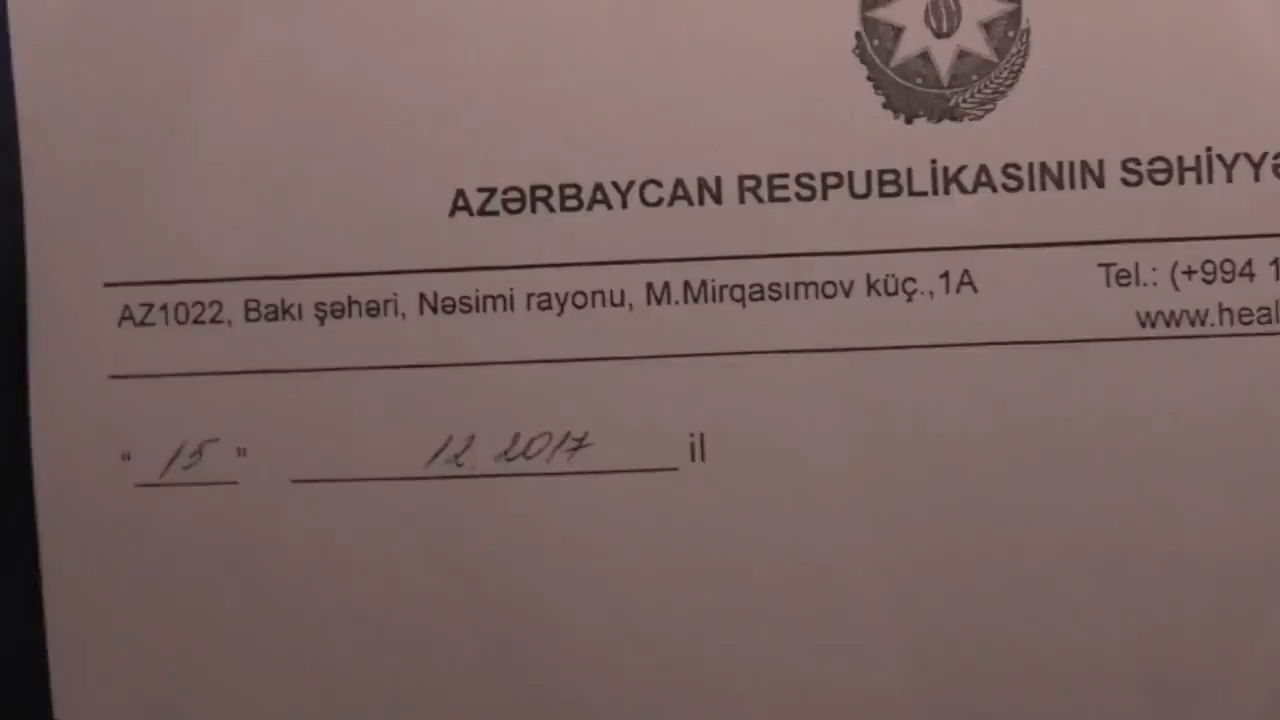 AZƏRBAYCAN RESPUBLİKASININ SƏHİYYƏ
AZ1022, Bakı şəhəri, Nəsimi rayonu, M.Mirqasımov küç.,1A
Tel.: (+994 1
www.heal
" 15 " 12. 2017 il